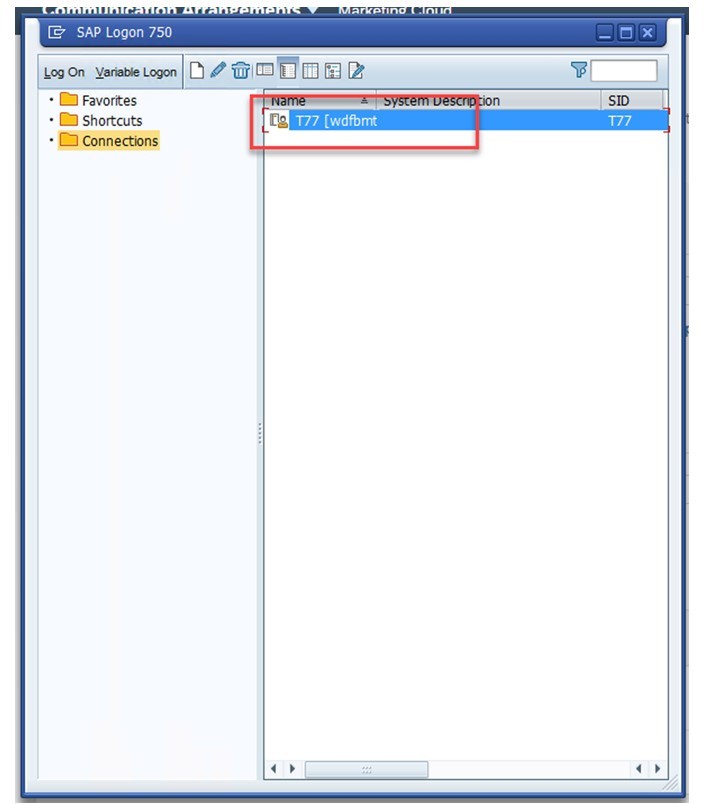 Communication Arrangements Marketing Cloud
SAP Logon 750
Log On Variable Logon
Favorites
Shortcuts
Connections
Name System Description SID
T77 [wdfbmt T77